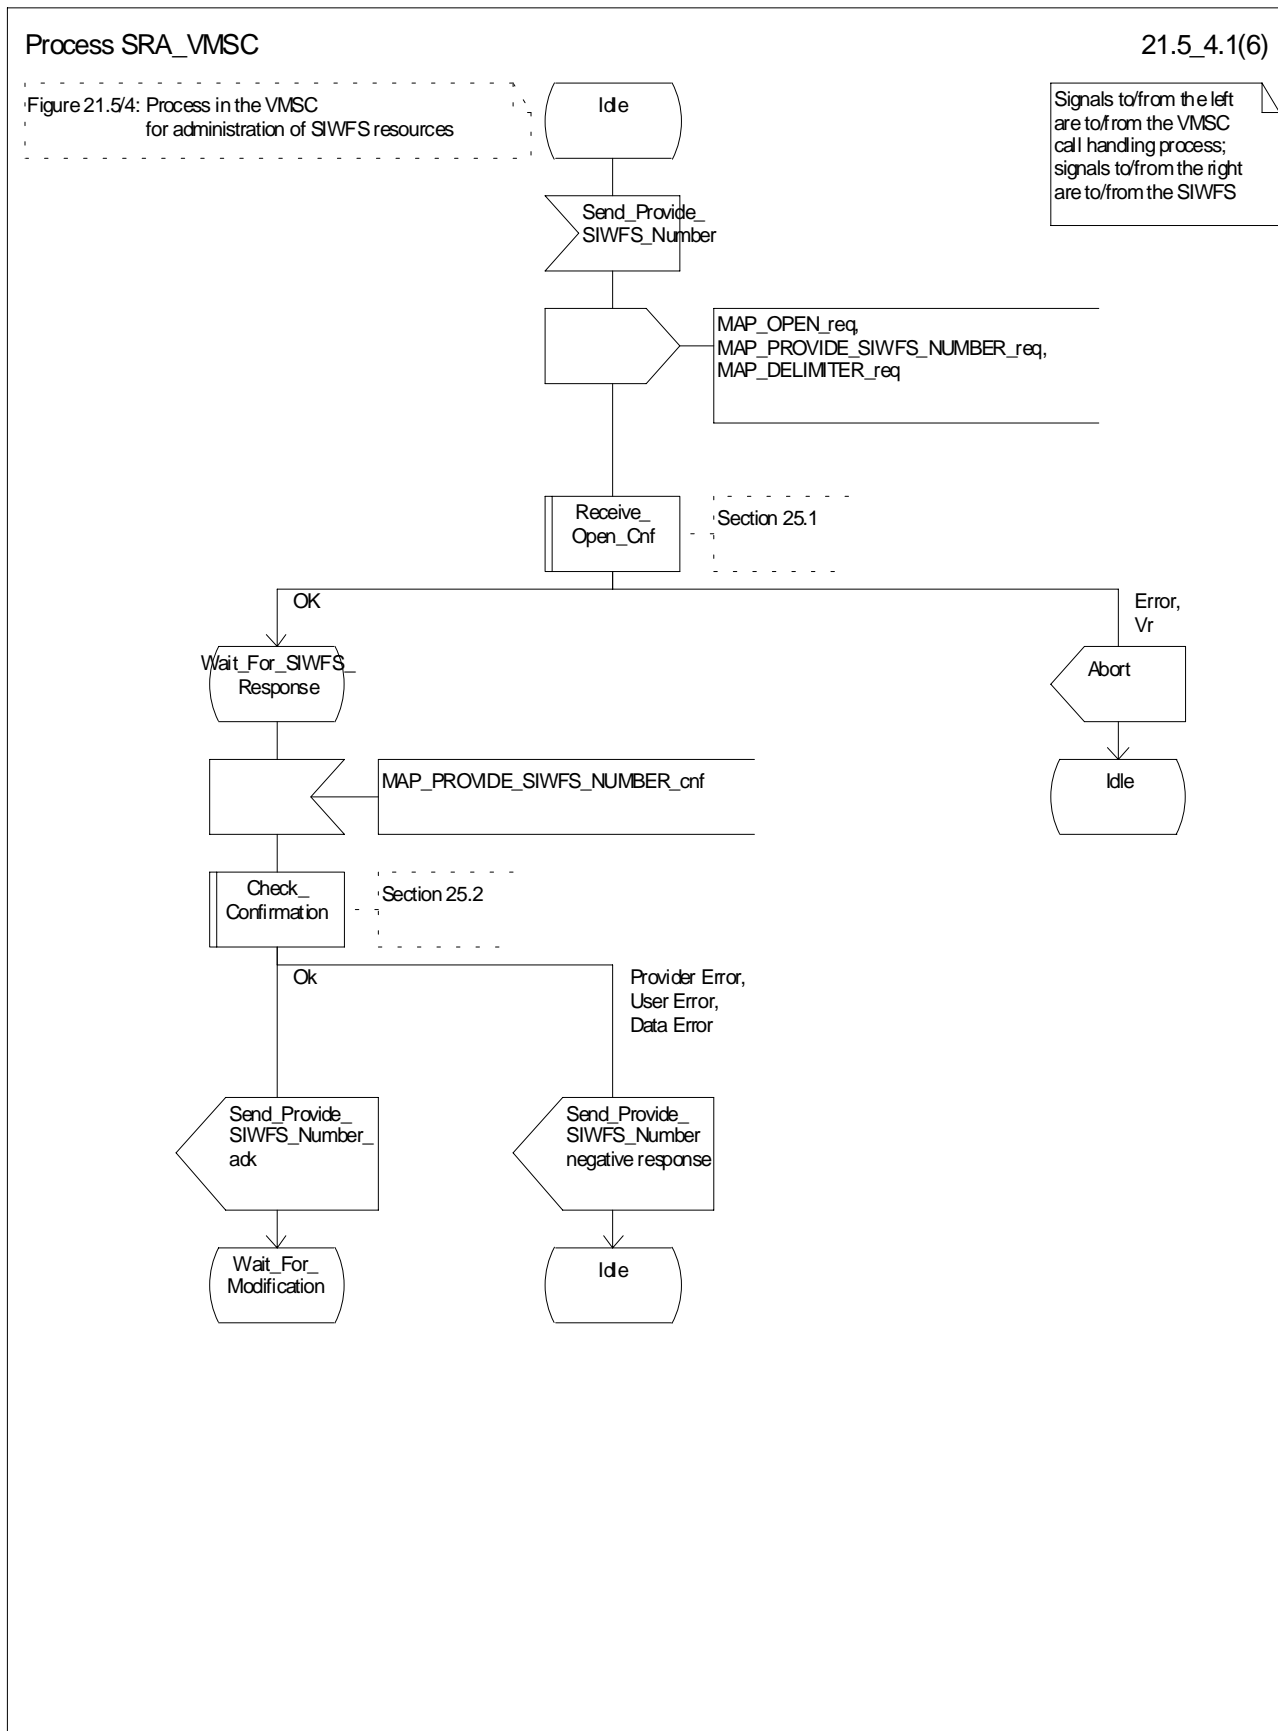 Process SRA_VMSC
21.5_4.1(6)
Figure 21.5/4: Process in the VMSC
for administration of SIWFS resources
Idle
Signals to/from the left
are to/from the VMSC
call handling process;
signals to/from the right
are to/from the SIWFS
Send_Provide_
SIWFS_Number
MAP_OPEN_req,
MAP_PROVIDE_SIWFS_NUMBER_req,
MAP_DELIMITER_req
Receive_
Open_Cnf
Section 25.1
OK
Error,
Vr
Wait_For_SIWFS_
Response
Abort
MAP_PROVIDE_SIWFS_NUMBER_cnf
Idle
Check_
Confirmation
Section 25.2
Ok
Provider Error,
User Error,
Data Error
Send_Provide_
SIWFS_Number_
ack
Send_Provide_
SIWFS_Number
negative response
Wait_For_
Modification
Idle